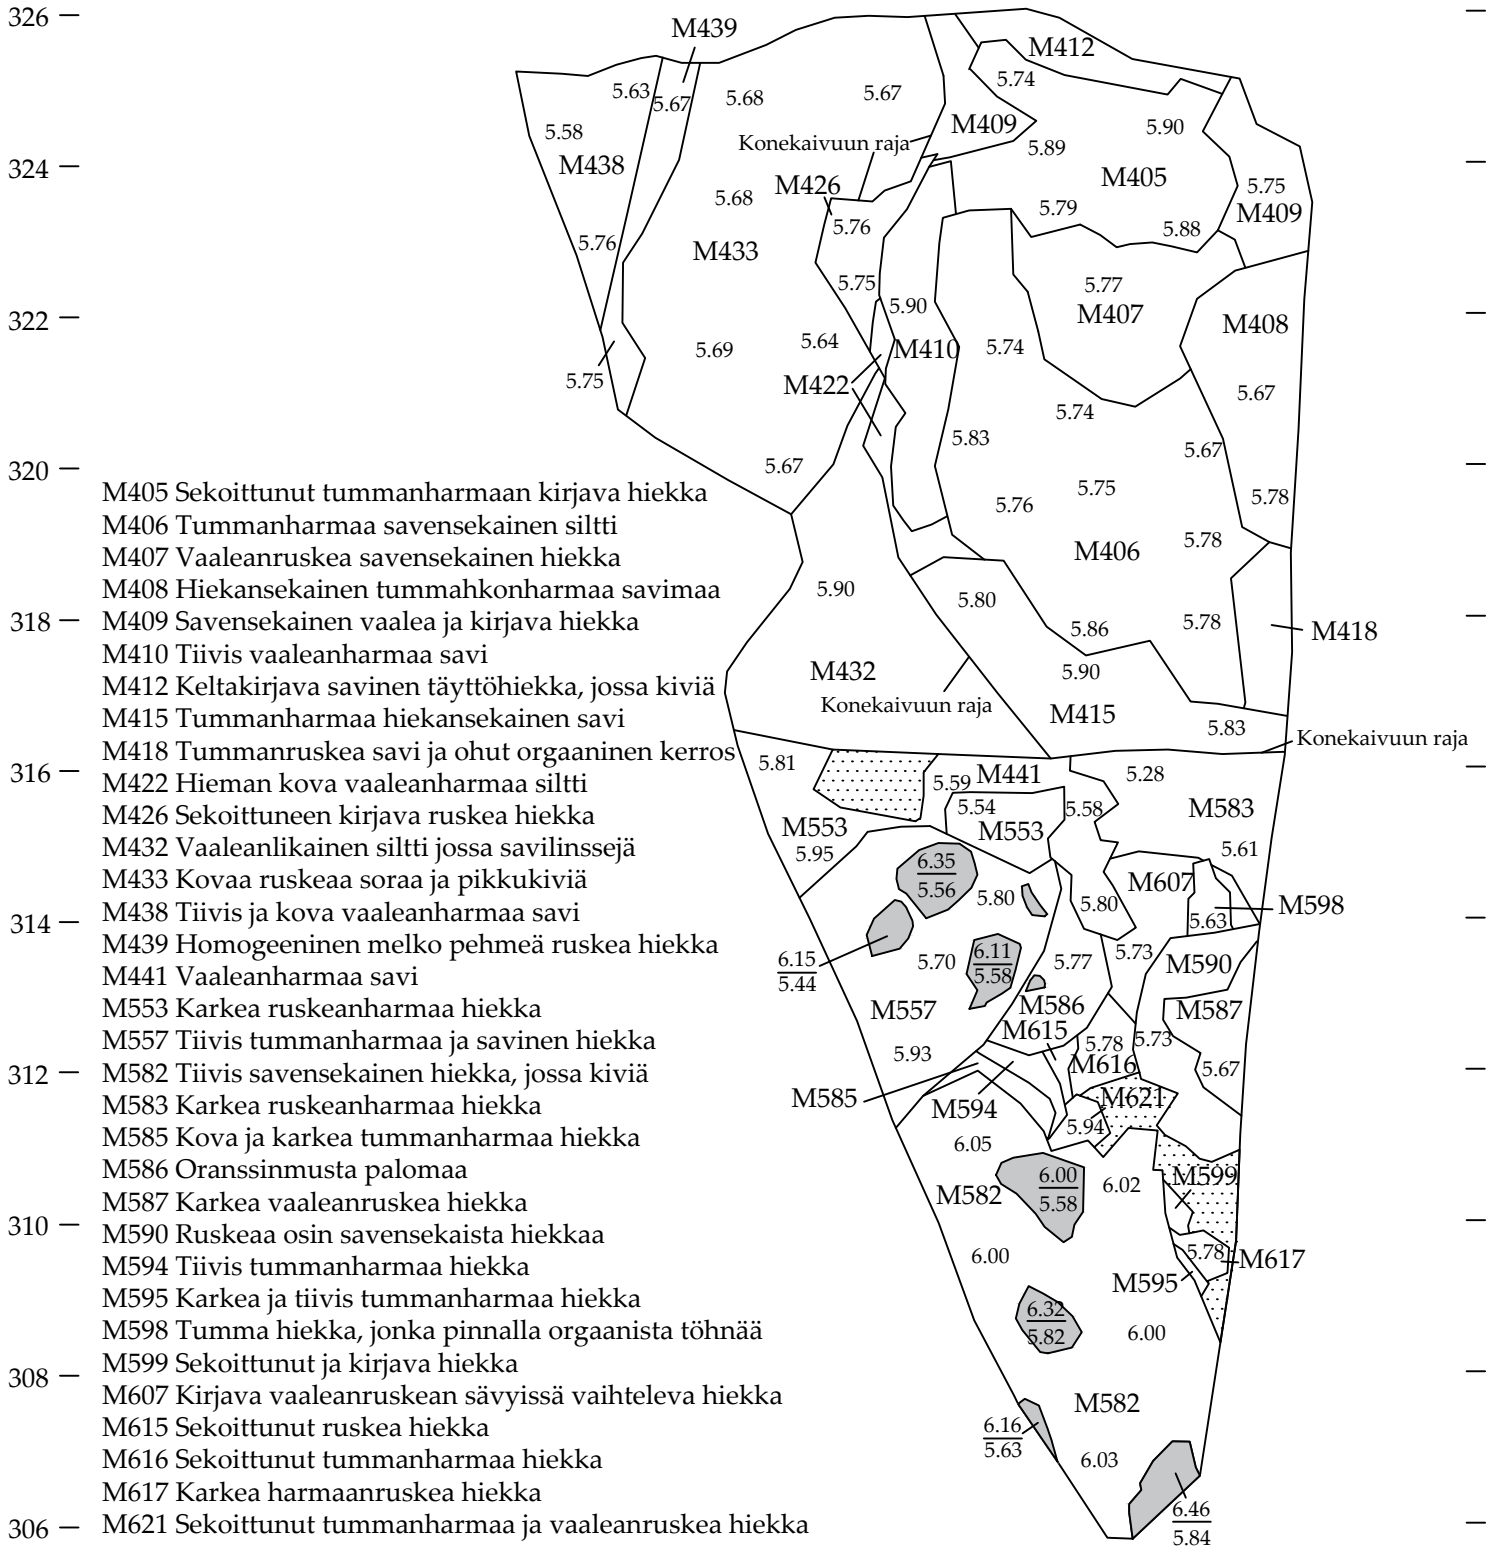 326
M439
M412
5.63
5.67
5.68
5.67
5.74
5.58
M409
5.90
Konekaivuun raja
5.89
324
M438
M426
M405
5.68
5.79
5.75
M409
5.76
5.76
5.88
M433
5.75
5.77
5.90
M407
322
M408
5.69
5.64
M410
5.74
5.75
M422
5.67
5.74
5.83
5.67
320
5.67
5.75
5.78
5.76
M405 Sekoittunut tummanharmaan kirjava hiekka
M406 Tummanharmaa savensekainen siltti
M407 Vaaleanruskea savensekainen hiekka
M408 Hiekansekainen tummahkonharmaa savimaa
M409 Savensekainen vaalea ja kirjava hiekka
M410 Tiivis vaaleanharmaa savi
M412 Keltakirjava savinen täyttöhiekka, jossa kiviä
M415 Tummanharmaa hiekansekainen savi
M418 Tummanruskea savi ja ohut orgaaninen kerros
M422 Hieman kova vaaleanharmaa siltti
M426 Sekoittuneen kirjava ruskea hiekka
M432 Vaaleanlikainen siltti jossa savilinssejä
M433 Kovaa ruskeaa soraa ja pikkukiviä
M438 Tiivis ja kova vaaleanharmaa savi
M439 Homogeeninen melko pehmeä ruskea hiekka
M441 Vaaleanharmaa savi
M553 Karkea ruskeanharmaa hiekka
M557 Tiivis tummanharmaa ja savinen hiekka
M582 Tiivis savensekainen hiekka, jossa kiviä
M583 Karkea ruskeanharmaa hiekka
M585 Kova ja karkea tummanharmaa hiekka
M586 Oranssinmusta palomaa
M587 Karkea vaaleanruskea hiekka
M590 Ruskeaa osin savensekaista hiekkaa
M594 Tiivis tummanharmaa hiekka
M595 Karkea ja tiivis tummanharmaa hiekka
M598 Tumma hiekka, jonka pinnalla orgaanista töhnää
M599 Sekoittunut ja kirjava hiekka
M607 Kirjava vaaleanruskean sävyissä vaihteleva hiekka
M615 Sekoittunut ruskea hiekka
M616 Sekoittunut tummanharmaa hiekka
M617 Karkea harmaanruskea hiekka
M621 Sekoittunut tummanharmaa ja vaaleanruskea hiekka
M406
5.78
5.90
5.80
318
5.86
5.78
M418
M432
5.90
Konekaivuun raja
M415
5.83
Konekaivuun raja
316
5.81
5.59
M441
5.28
5.54
5.58
M583
M553
M553
5.95
5.61
6.35
5.56
M607
5.80
5.80
M598
314
5.63
6.15
5.44
5.70
6.11
5.58
5.77
5.73
M590
M557
M586
M587
M615
5.93
5.78
5.73
312
M616
5.67
M585
M594
M621
5.94
6.05
M582
6.00
5.58
6.02
M599
310
6.00
5.78
M617
M595
6.32
5.82
6.00
308
M582
6.16
5.63
6.03
306
6.46
5.84